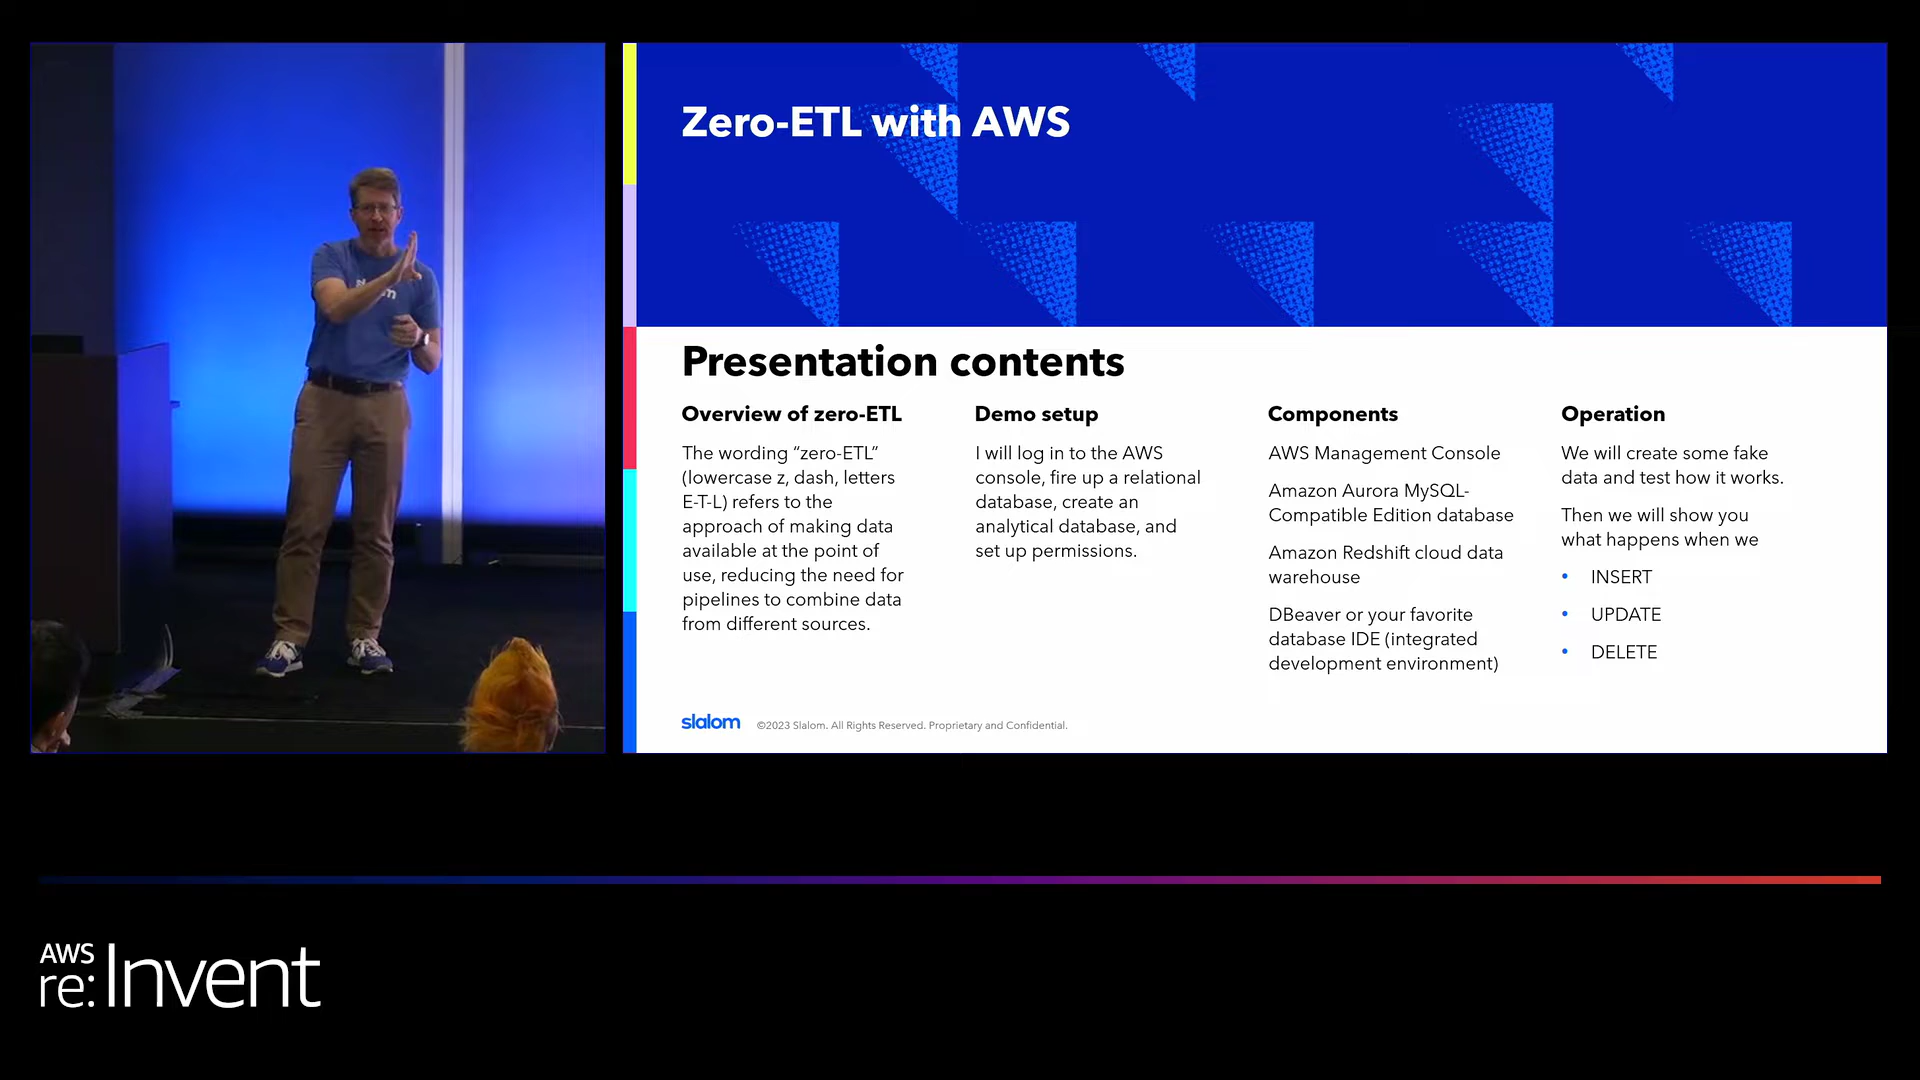 Zero-ETL with AWS
Presentation contents
Overview of zero-ETL
The wording “zero-ETL”
(lowercase z, dash, letters
E-T-L) refers to the
approach of making data
available at the point of
use, reducing the need for
pipelines to combine data
from different sources.
Demo setup
I will log in to the AWS
console, fire up a relational
database, create an
analytical database, and
set up permissions.
Components
AWS Management Console
Amazon Aurora MySQL-
Compatible Edition database
Amazon Redshift cloud data
warehouse
DBeaver or your favorite
database IDE (integrated
development environment)
Operation
We will create some fake
data and test how it works.
Then we will show you
what happens when we
• INSERT
• UPDATE
• DELETE
slalom ©2023 Slalom. All Rights Reserved. Proprietary and Confidential.
AWS
re:Invent